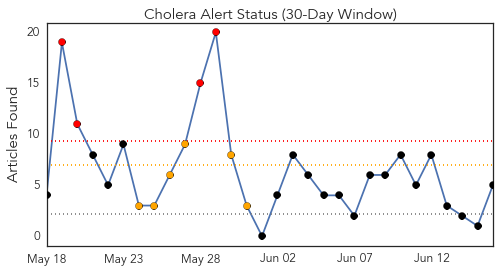 Cholera Alert Status (30-Day Window)
Articles Found
20
15
10
5
0
May 18 May 23 May 28 Jun 02 Jun 07 Jun 12